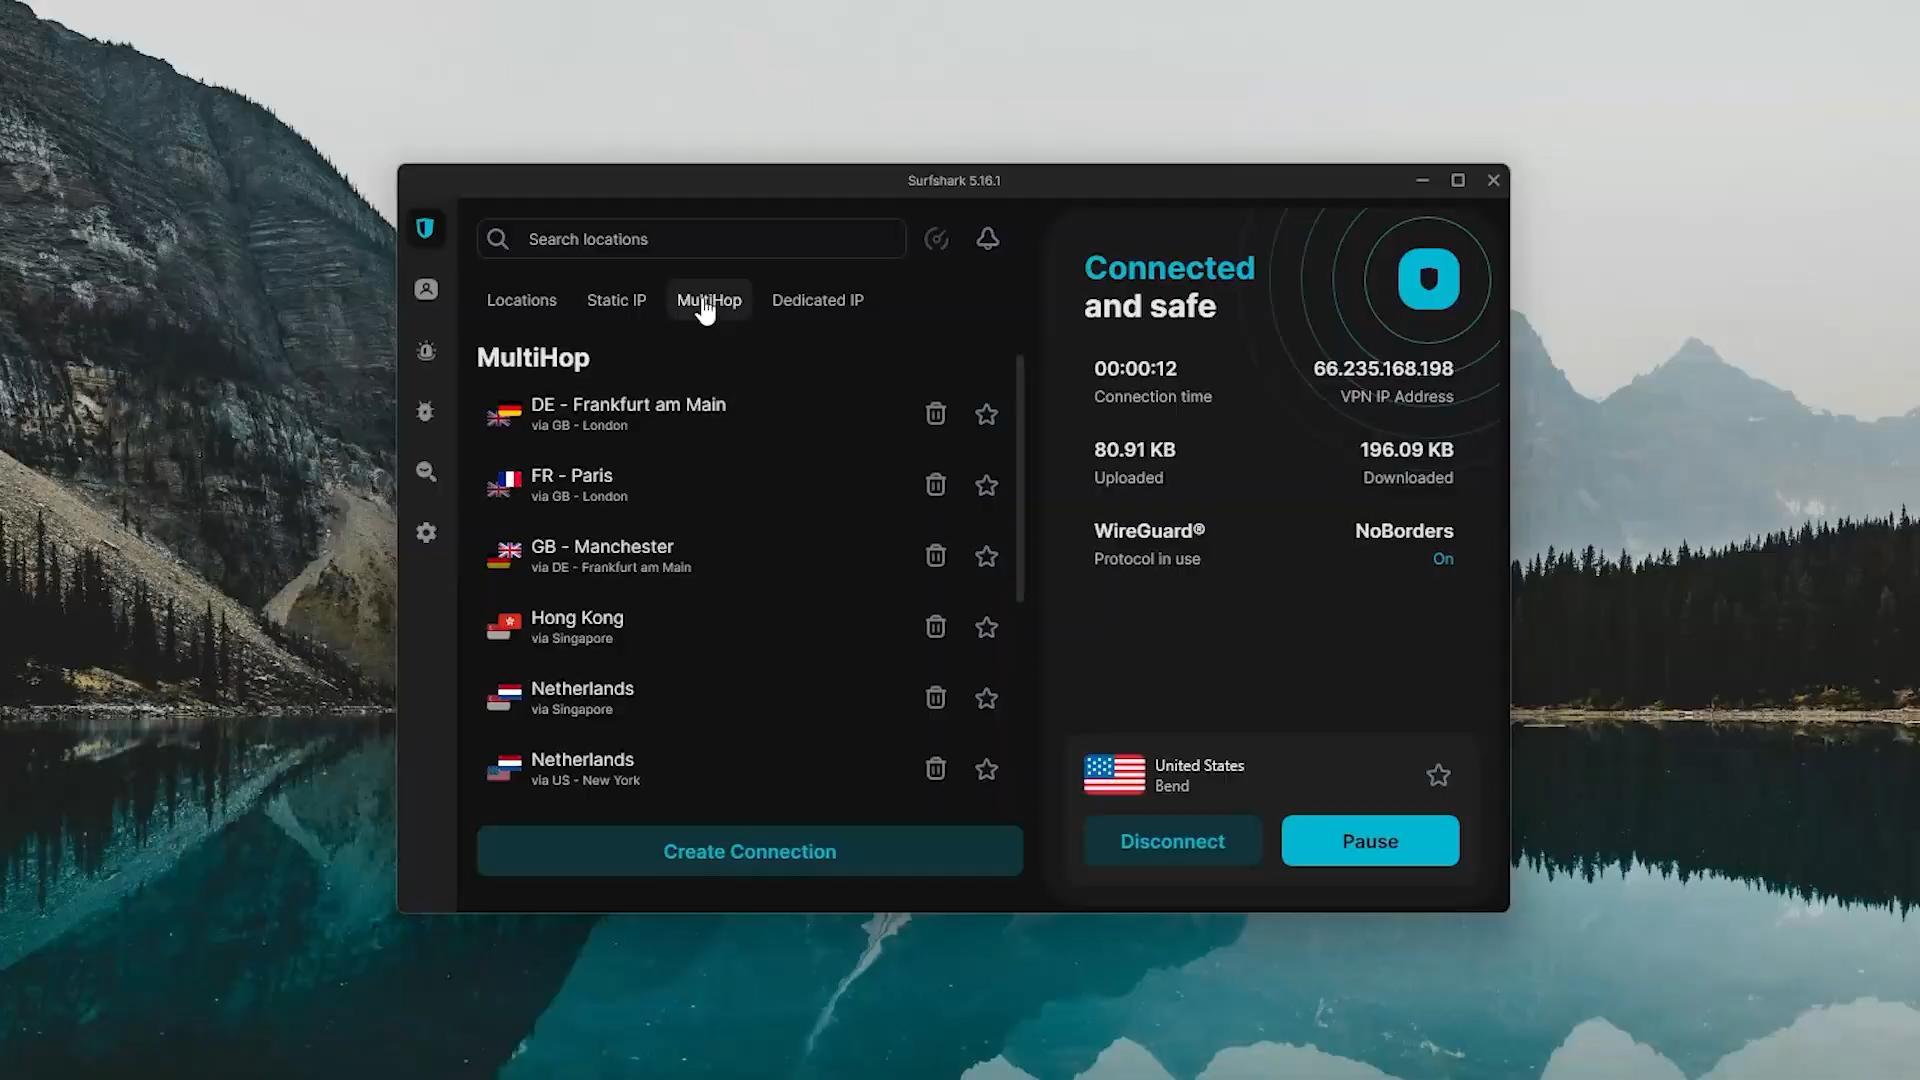 Surfshark 5.16.1
Search locations
Locations
Static IP
MultiHop
Dedicated IP
MultiHop
DE - Frankfurt am Main
via GB - London
FR - Paris
via GB - London
GB - Manchester
via DE - Frankfurt am Main
Hong Kong
via Singapore
Netherlands
via Singapore
Netherlands
via US - New York
Create Connection
Connected
and safe
00:00:12
Connection time
66.235.168.198
VPN IP Address
80.91 KB
Uploaded
196.09 KB
Downloaded
WireGuard®
Protocol in use
NoBorders
On
United States
Bend
Disconnect
Pause